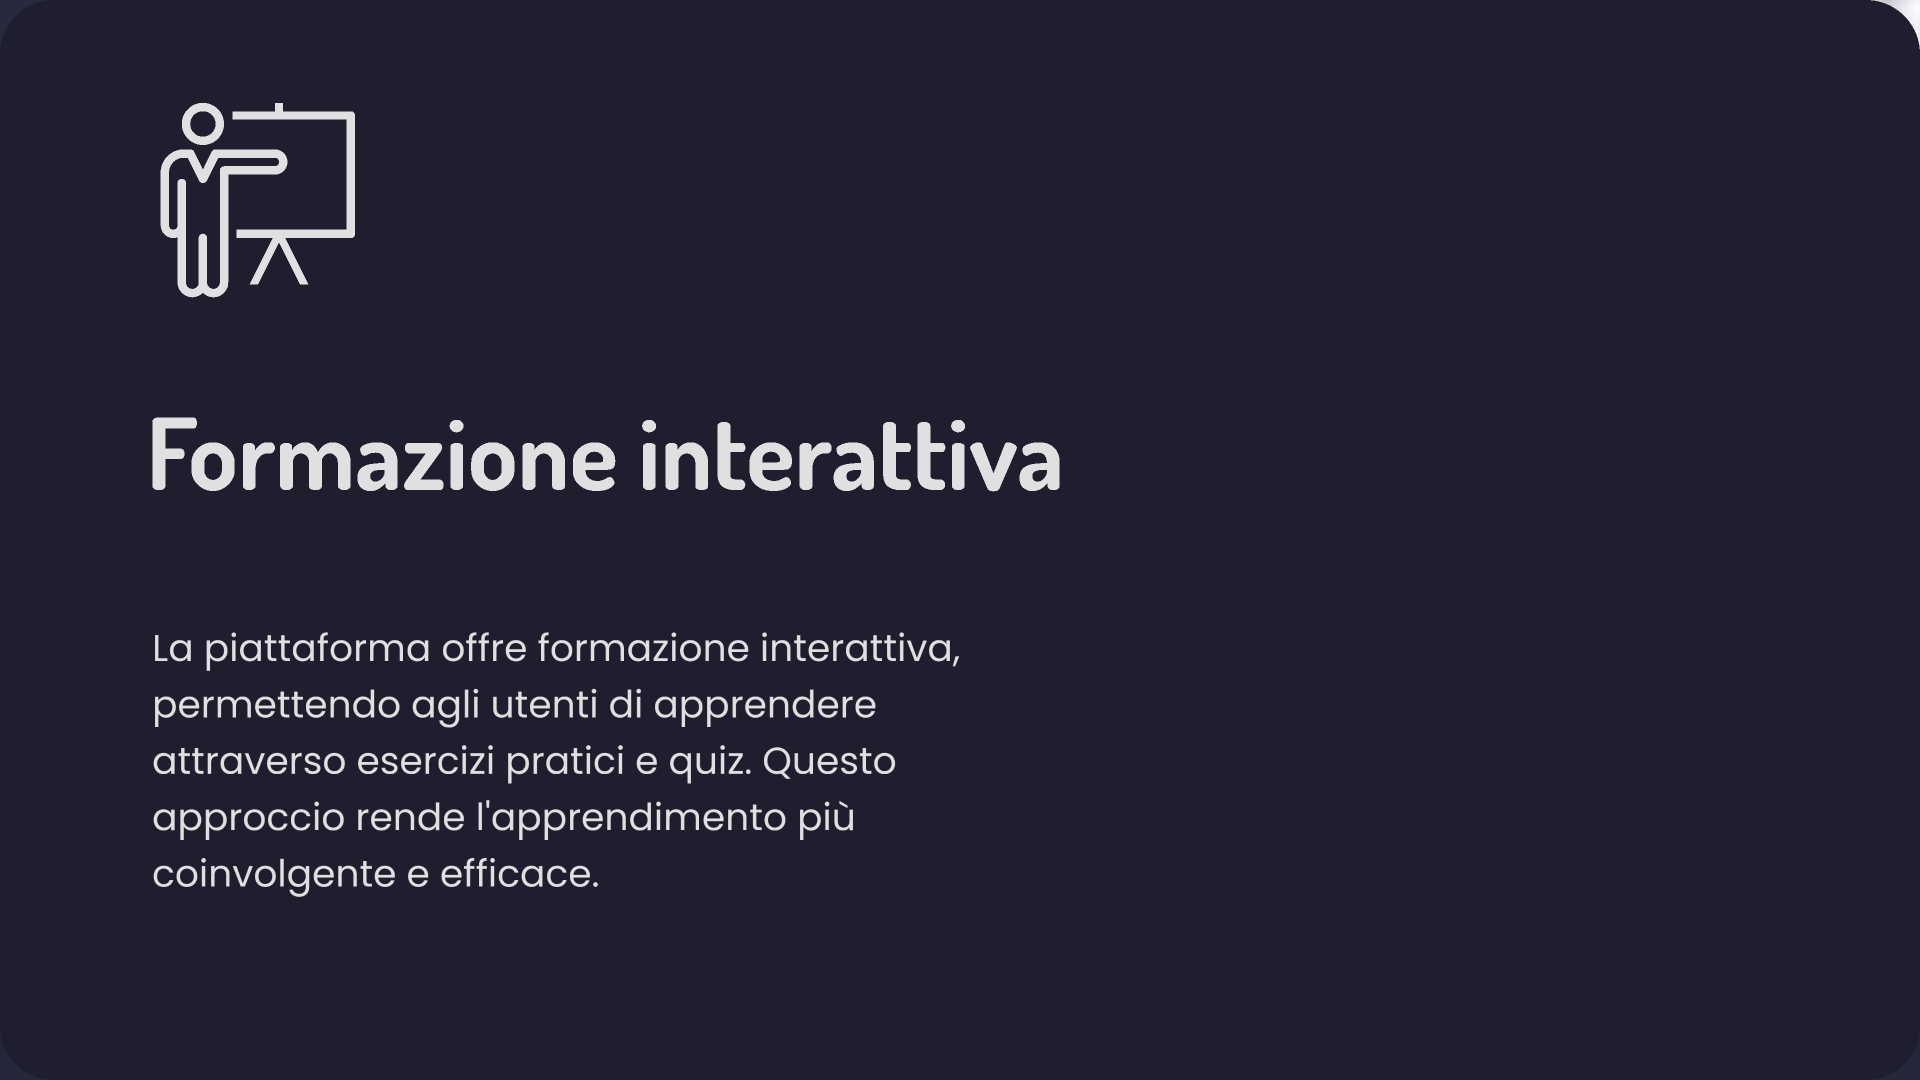 Formazione interattiva
La piattaforma offre formazione interattiva,
permettendo agli utenti di apprendere
attraverso esercizi pratici e quiz. Questo
approccio rende l'apprendimento più
coinvolgente e efficace.